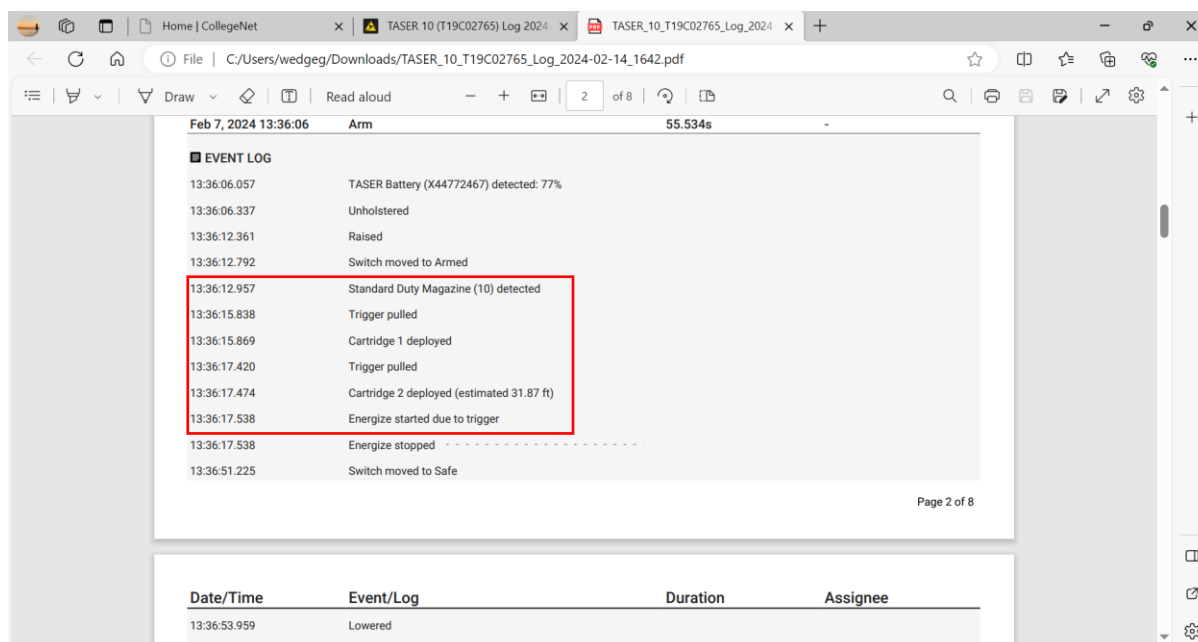 Home | CollegeNet
TASER 10 (T19C02765) Log 2024-
TASER_10_T19C02765_Log_2024-
File | C:/Users/wedgeg/Downloads/TASER_10_T19C02765_Log_2024-02-14_1642.pdf
Draw Read aloud 2 of 8
Feb 7, 2024 13:36:06 Arm 55.534s -
EVENT LOG
13:36:06.057 TASER Battery (X44772467) detected: 77%
13:36:06.337 Unholstered
13:36:12.361 Raised
13:36:12.792 Switch moved to Armed
13:36:12.957 Standard Duty Magazine (10) detected
13:36:15.838 Trigger pulled
13:36:15.869 Cartridge 1 deployed
13:36:17.420 Trigger pulled
13:36:17.474 Cartridge 2 deployed (estimated 31.87 ft)
13:36:17.538 Energize started due to trigger
13:36:17.538 Energize stopped
13:36:51.225 Switch moved to Safe
Page 2 of 8
Date/Time Event/Log Duration Assignee
13:36:53.959 Lowered